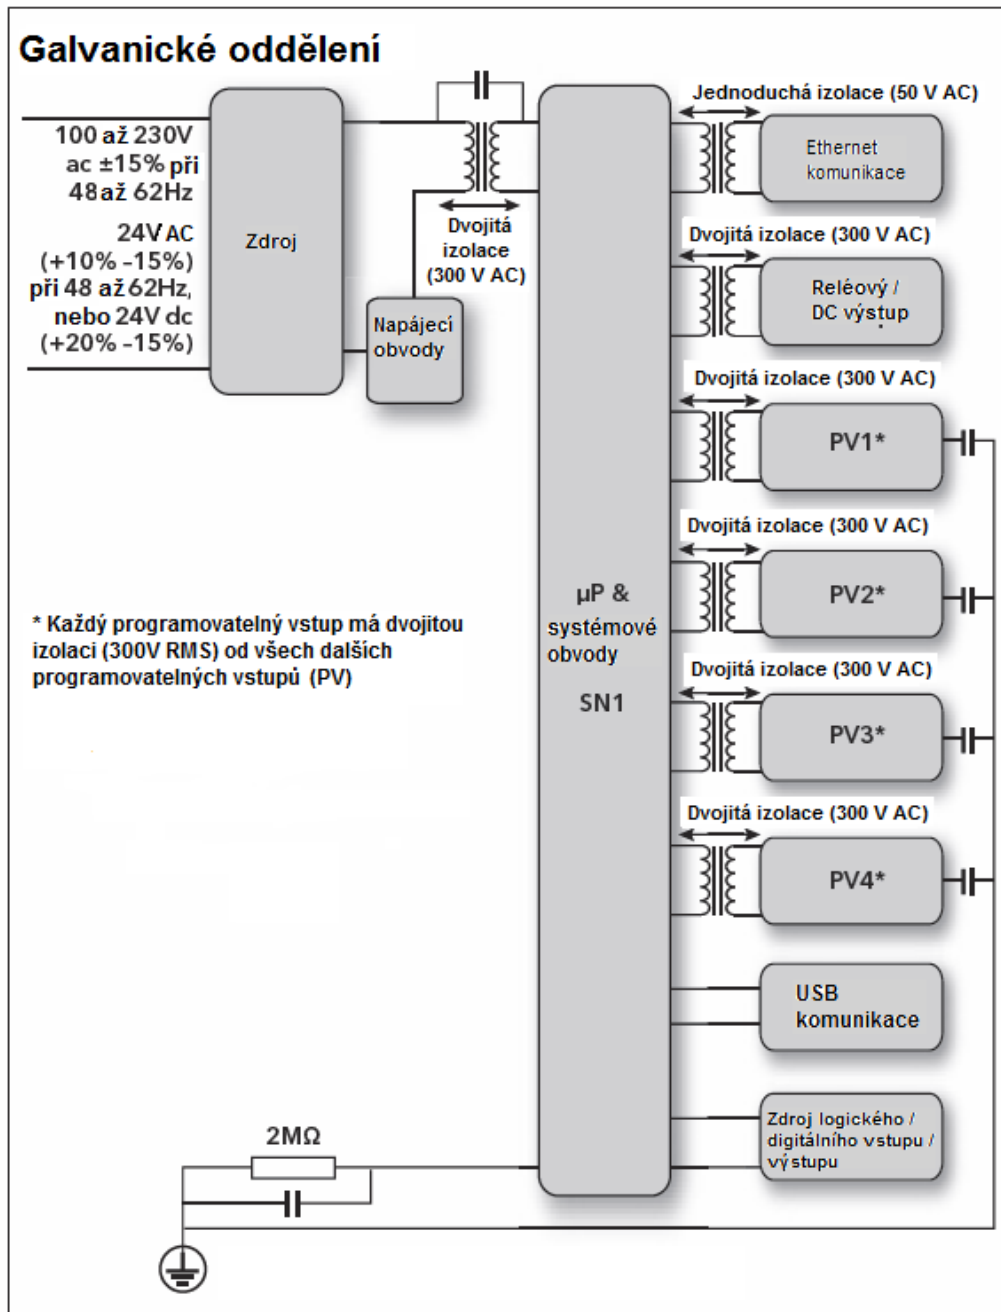 Galvanické oddělení
100 až 230V
ac ±15% při
48 až 62Hz
24V AC
(+10% –15%)
při 48 až 62Hz,
nebo 24V dc
(+20% –15%)
Zdroj
Napájecí
obvody
Dvojitá
izolace
(300 V AC)
µP &
systémové
obvody
SN1
Jednoduchá izolace (50 V AC)
Ethernet
komunikace
Dvojitá izolace (300 V AC)
Reléový /
DC výstup
Dvojitá izolace (300 V AC)
PV1*
Dvojitá izolace (300 V AC)
PV2*
Dvojitá izolace (300 V AC)
PV3*
Dvojitá izolace (300 V AC)
PV4*
USB
komunikace
Zdroj logického /
digitálního vstupu /
výstupu
* Každý programovatelný vstup má dvojitou
izolaci (300V RMS) od všech dalších
programovatelných vstupů (PV)
2MΩ